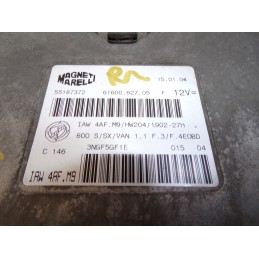 MAGNETI MARELLI
15.01.04
55187372 61600.627.05 F 12V=
IAW 4AF.M9/HW204/1902-27H
600 S/SX/VAN 1.1 F.3/F.4EOBD
C 146 3NGF5GF1E 015 04
IAW 4AF.M9